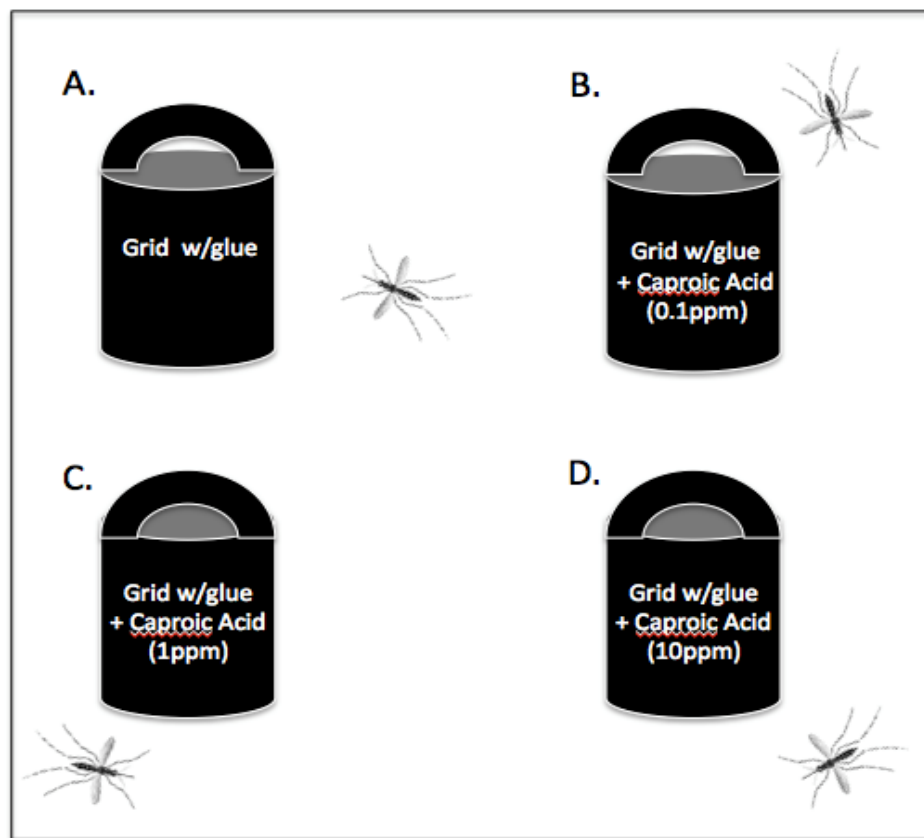 A.
Grid w/glue
B.
Grid w/glue
+ Caproic Acid
(0.1ppm)
C.
Grid w/glue
+ Caproic Acid
(1ppm)
D.
Grid w/glue
+ Caproic Acid
(10ppm)